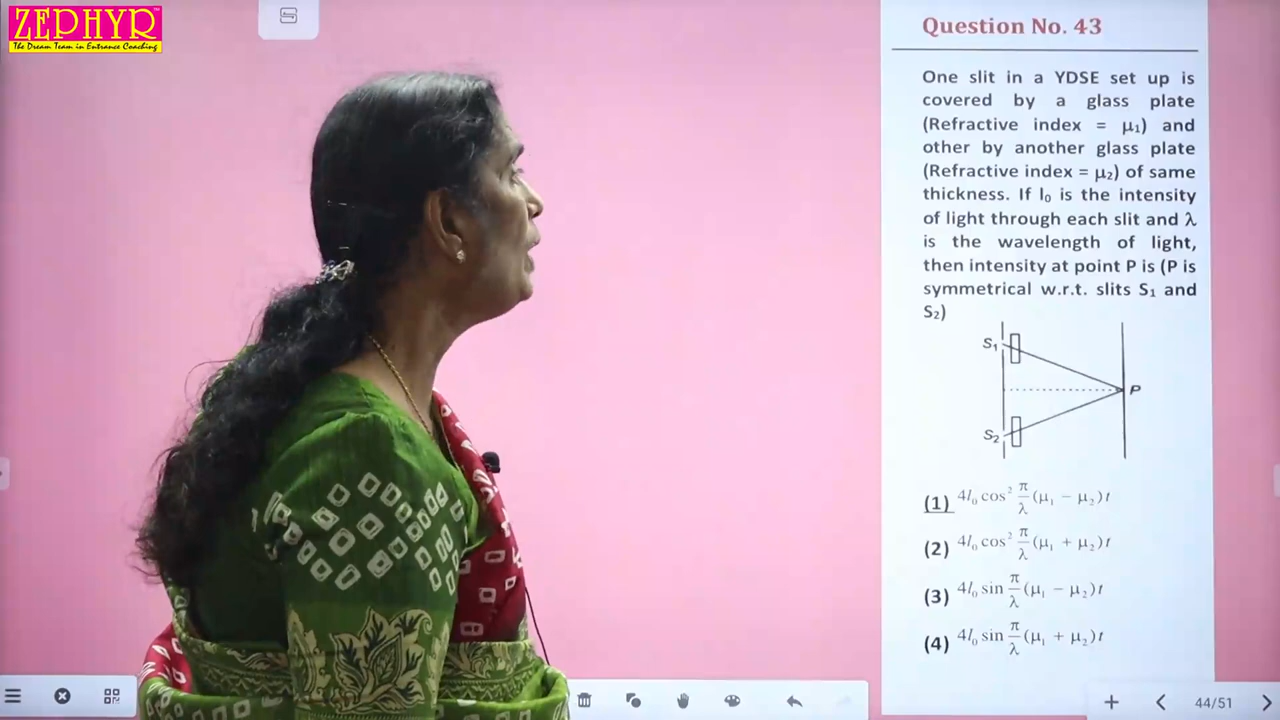 ZEPHYR™
The Dream Team in Entrance Coaching
Question No. 43
One slit in a YDSE set up is
covered by a glass plate
(Refractive index = μ₁) and
other by another glass plate
(Refractive index = μ₂) of same
thickness. If I₀ is the intensity
of light through each slit and λ
is the wavelength of light,
then intensity at point P is (P is
symmetrical w.r.t. slits S₁ and
S₂)
S₁
P
S₂
(1) 4I₀ cos² π/λ (μ₁ − μ₂)t
(2) 4I₀ cos² π/λ (μ₁ + μ₂)t
(3) 4I₀ sin π/λ (μ₁ − μ₂)t
(4) 4I₀ sin π/λ (μ₁ + μ₂)t
44/51